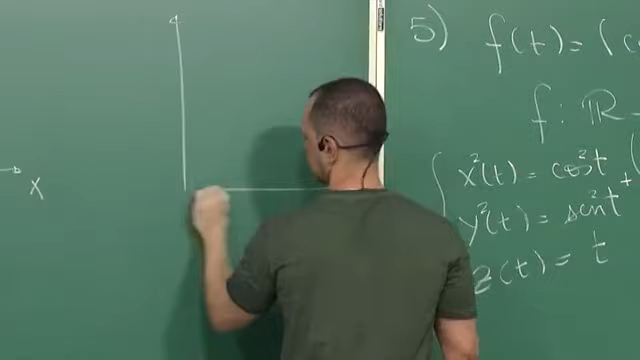 X
5) f(t) = (c
f: ℝ
x²(t) = cos²t +
y²(t) = sen²t
z(t) = t